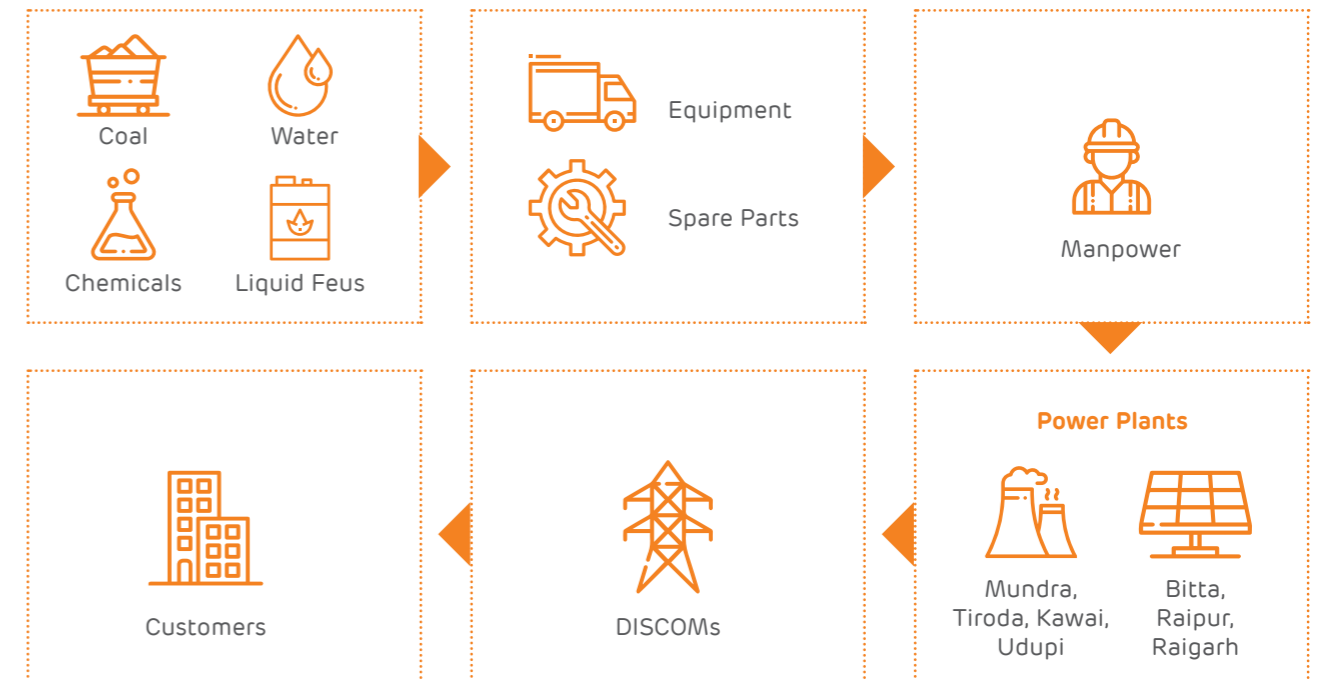 Coal
Water
Chemicals
Liquid Feus
Equipment
Spare Parts
Manpower
Power Plants
Mundra,
Tiroda, Kawai,
Udupi
Bitta,
Raipur,
Raigarh
DISCOMs
Customers